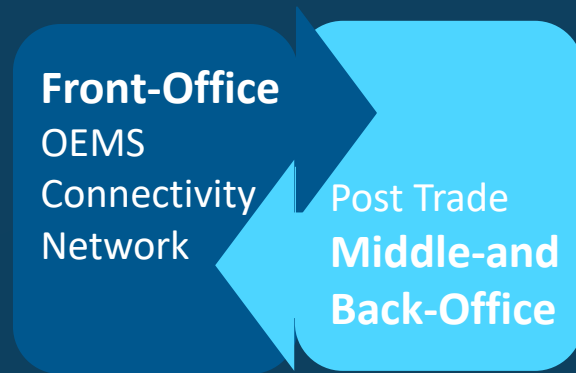 Front-Office
OEMS
Connectivity
Network
Post Trade
Middle-and
Back-Office